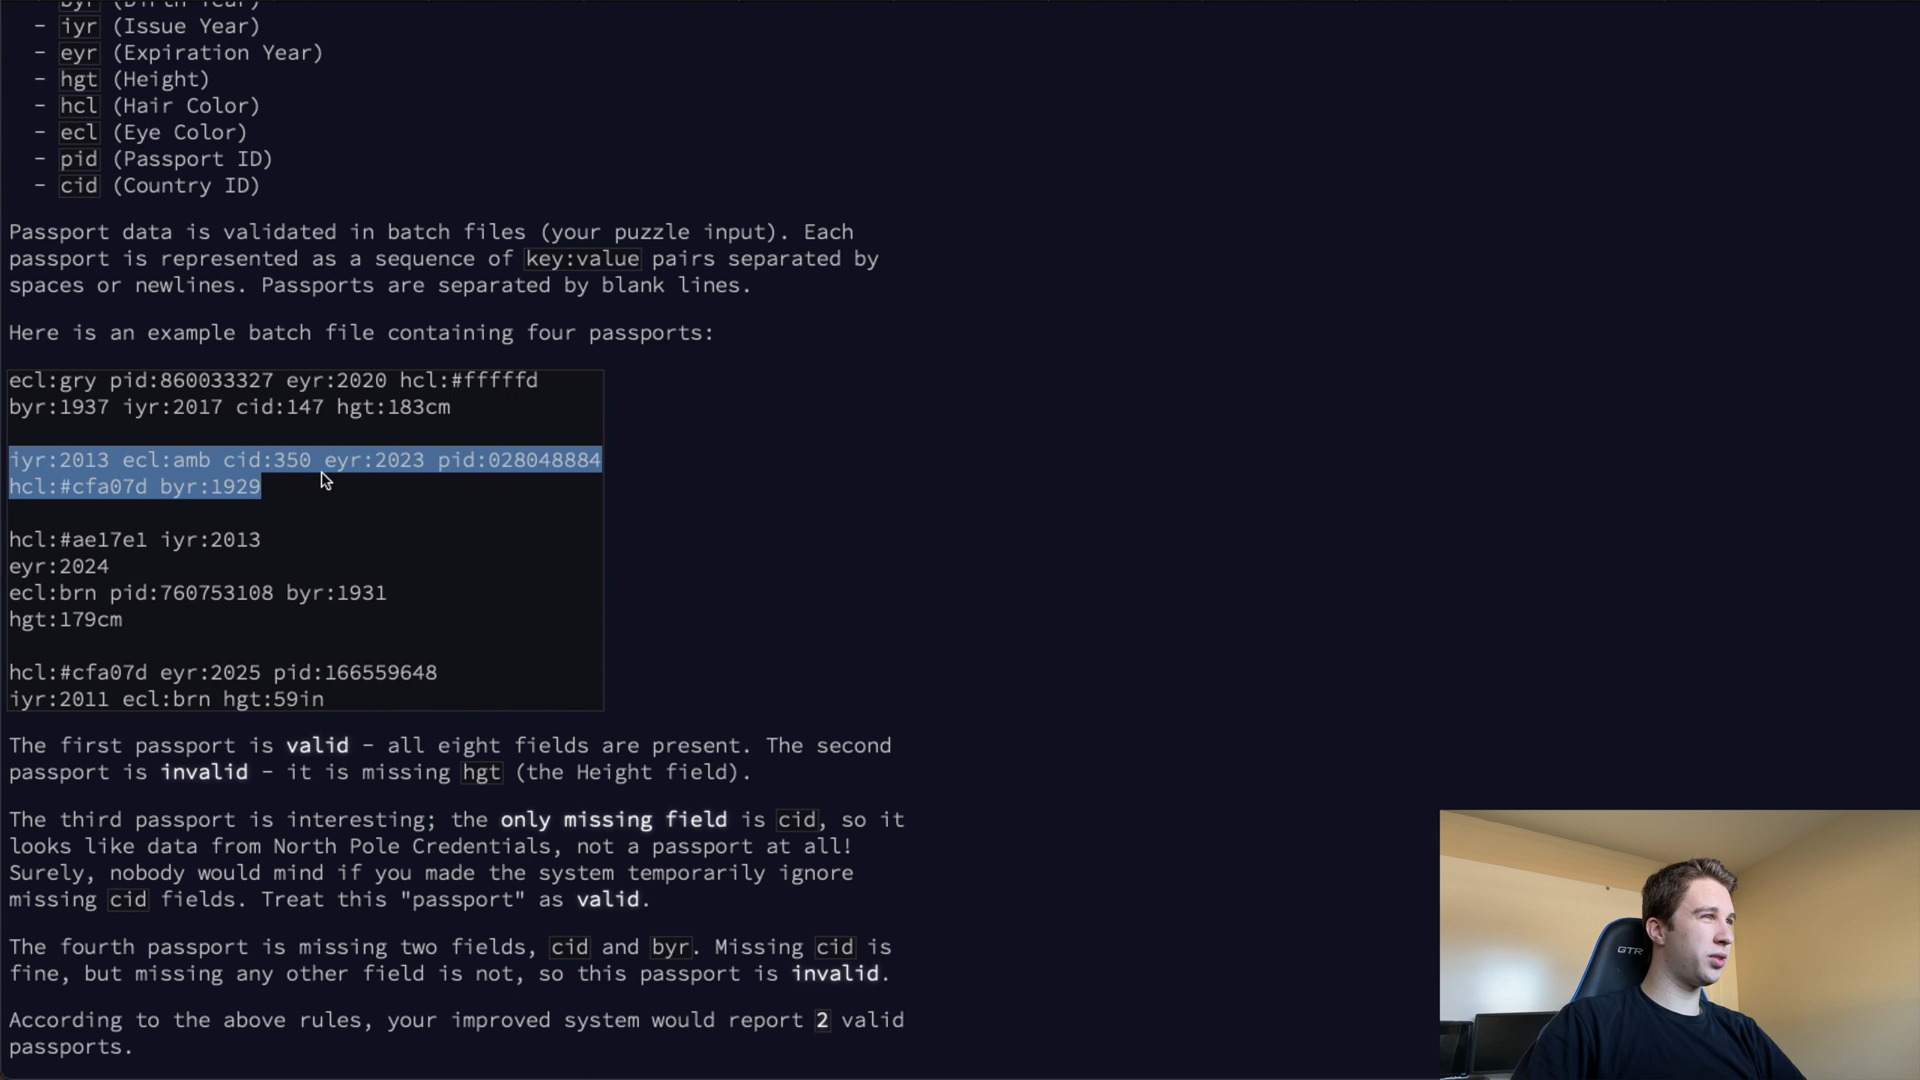 byr (Birth Year)
- iyr (Issue Year)
- eyr (Expiration Year)
- hgt (Height)
- hcl (Hair Color)
- ecl (Eye Color)
- pid (Passport ID)
- cid (Country ID)
Passport data is validated in batch files (your puzzle input). Each
passport is represented as a sequence of key:value pairs separated by
spaces or newlines. Passports are separated by blank lines.
Here is an example batch file containing four passports:
ecl:gry pid:860033327 eyr:2020 hcl:#fffffd
byr:1937 iyr:2017 cid:147 hgt:183cm
iyr:2013 ecl:amb cid:350 eyr:2023 pid:028048884
hcl:#cfa07d byr:1929
hcl:#ae17e1 iyr:2013
eyr:2024
ecl:brn pid:760753108 byr:1931
hgt:179cm
hcl:#cfa07d eyr:2025 pid:166559648
iyr:2011 ecl:brn hgt:59in
The first passport is valid - all eight fields are present. The second
passport is invalid - it is missing hgt (the Height field).
The third passport is interesting; the only missing field is cid, so it
looks like data from North Pole Credentials, not a passport at all!
Surely, nobody would mind if you made the system temporarily ignore
missing cid fields. Treat this "passport" as valid.
The fourth passport is missing two fields, cid and byr. Missing cid is
fine, but missing any other field is not, so this passport is invalid.
According to the above rules, your improved system would report 2 valid
passports.
GTR